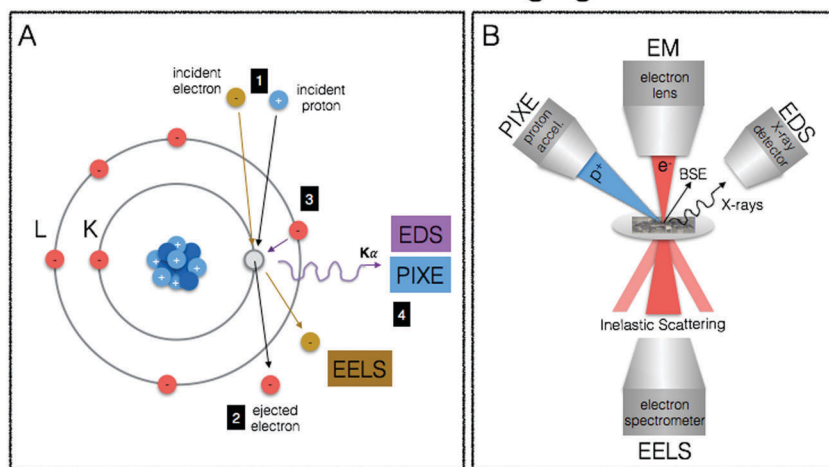 A
incident
electron
1
incident
proton
3
L
K
EDS
Kα
PIXE
4
EELS
2
ejected
electron
B
EM
electron
lens
PIXE
proton
accel.
EDS
X-ray
detector
p+
e-
BSE
X-rays
Inelastic Scattering
electron
spectrometer
EELS